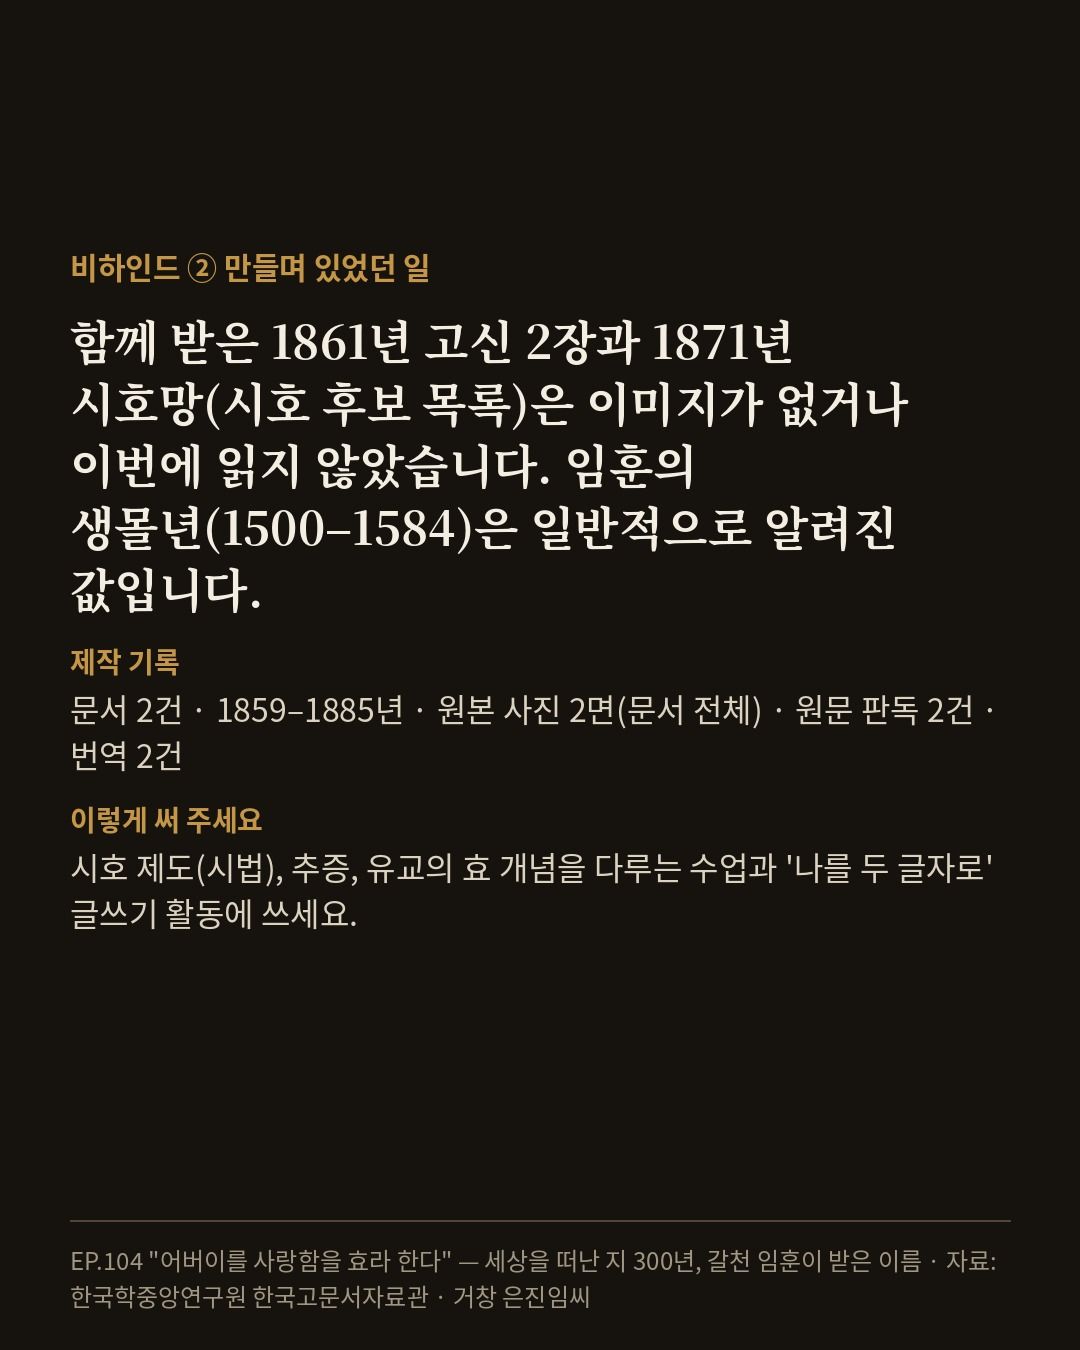 비하인드 ② 만들며 있었던 일
함께 받은 1861년 고신 2장과 1871년
시호망(시호 후보 목록)은 이미지가 없거나
이번에 읽지 않았습니다. 임훈의
생몰년(1500–1584)은 일반적으로 알려진
값입니다.
제작 기록
문서 2건 · 1859–1885년 · 원본 사진 2면(문서 전체) · 원문 판독 2건 ·
번역 2건
이렇게 써 주세요
시호 제도(시법), 추증, 유교의 효 개념을 다루는 수업과 '나를 두 글자로'
글쓰기 활동에 쓰세요.
EP.104 "어버이를 사랑함을 효라 한다" — 세상을 떠난 지 300년, 갈천 임훈이 받은 이름 · 자료:
한국학중앙연구원 한국고문서자료관 · 거창 은진임씨